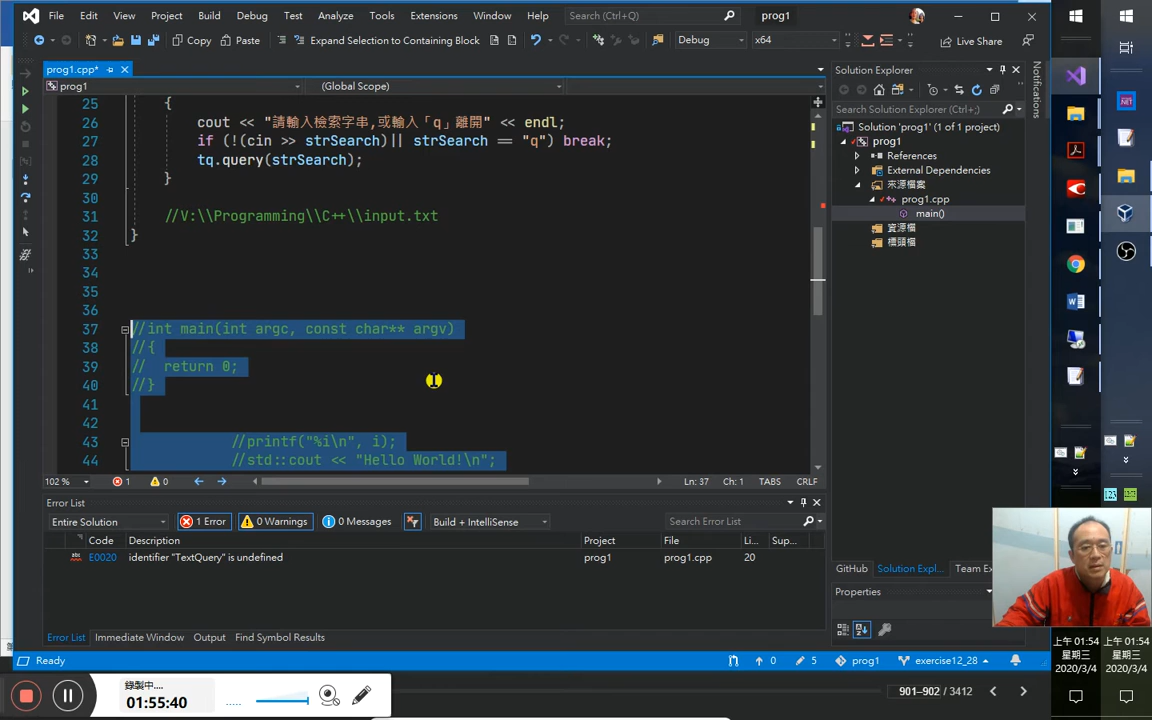 File Edit View Project Build Debug Test Analyze Tools Extensions Window Help Search (Ctrl+Q) prog1
Copy Paste Expand Selection to Containing Block Debug x64 Live Share
prog1.cpp*
prog1 (Global Scope)
25 {
26 cout << "請輸入檢索字串,或輸入「q」離開" << endl;
27 if (!(cin >> strSearch)|| strSearch == "q") break;
28 tq.query(strSearch);
29 }
30
31 //V:\\Programming\\C++\\input.txt
32 }
33
34
35
36
37 //int main(int argc, const char** argv)
38 //{
39 // return 0;
40 //}
41
42
43 //printf("%i\n", i);
44 //std::cout << "Hello World!\n";
102 % 1 0 Ln: 37 Ch: 1 TABS CRLF
Error List
Entire Solution 1 Error 0 Warnings 0 Messages Build + IntelliSense Search Error List
Code Description Project File Li... Sup...
abc E0020 identifier "TextQuery" is undefined prog1 prog1.cpp 20
Error List Immediate Window Output Find Symbol Results
Solution Explorer
Search Solution Explorer (Ctrl+;)
Solution 'prog1' (1 of 1 project)
prog1
References
External Dependencies
來源檔案
prog1.cpp
main()
資源檔
標頭檔
GitHub Solution Expl... Team Ex
Properties
Notifications
.NET
123 123
Ready 0 5 prog1 exercise12_28
錄製中....
01:55:40
901–902 / 3412
上午 01:54 上午 01:54
星期三 星期三
2020/3/4 2020/3/4